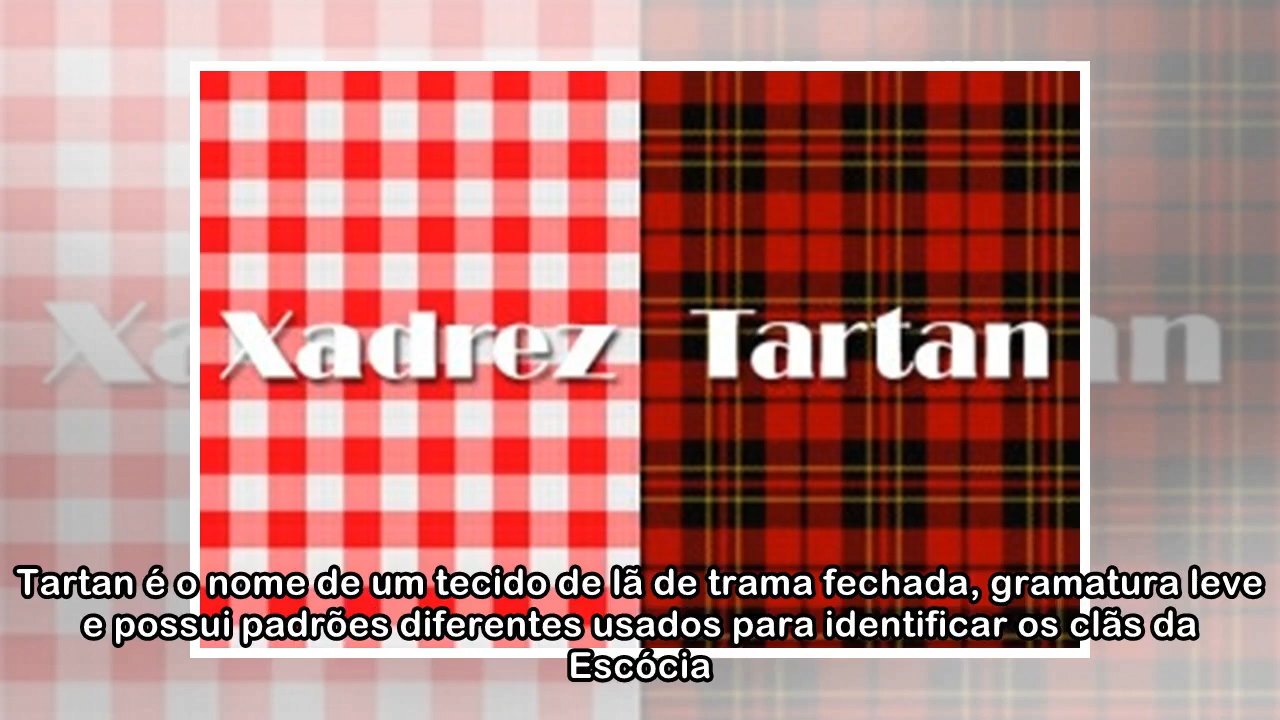 Xadrez Tartan
Tartan é o nome de um tecido de lã de trama fechada, gramatura leve
e possui padrões diferentes usados para identificar os clãs da
Escócia